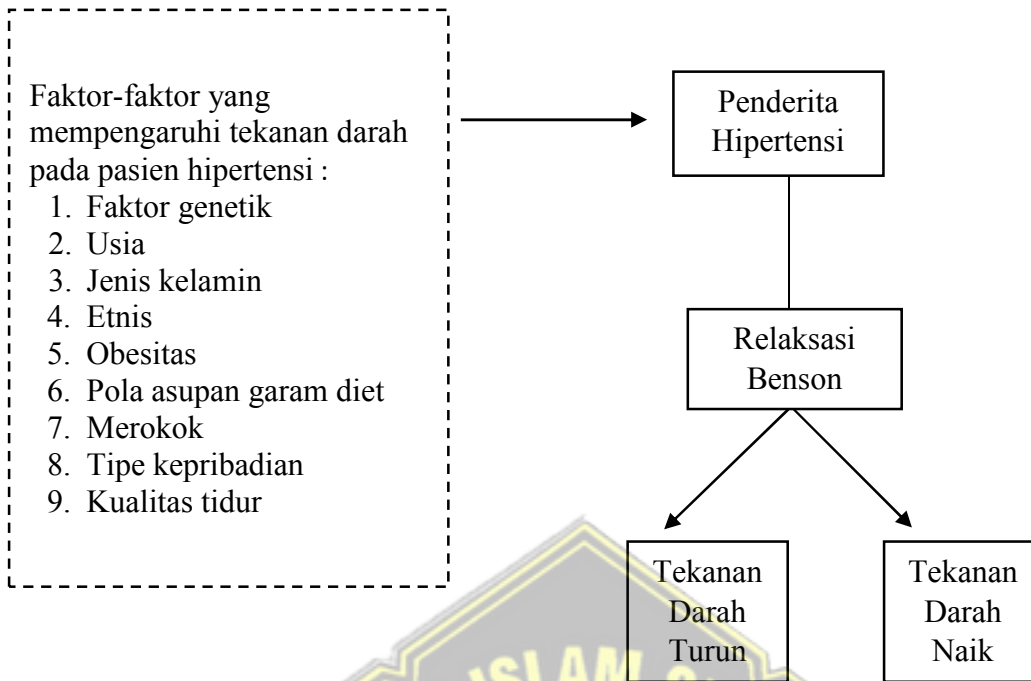 Faktor-faktor yang
mempengaruhi tekanan darah
pada pasien hipertensi :
1. Faktor genetik
2. Usia
3. Jenis kelamin
4. Etnis
5. Obesitas
6. Pola asupan garam diet
7. Merokok
8. Tipe kepribadian
9. Kualitas tidur
Penderita
Hipertensi
Relaksasi
Benson
Tekanan
Darah
Turun
Tekanan
Darah
Naik
ISLAM